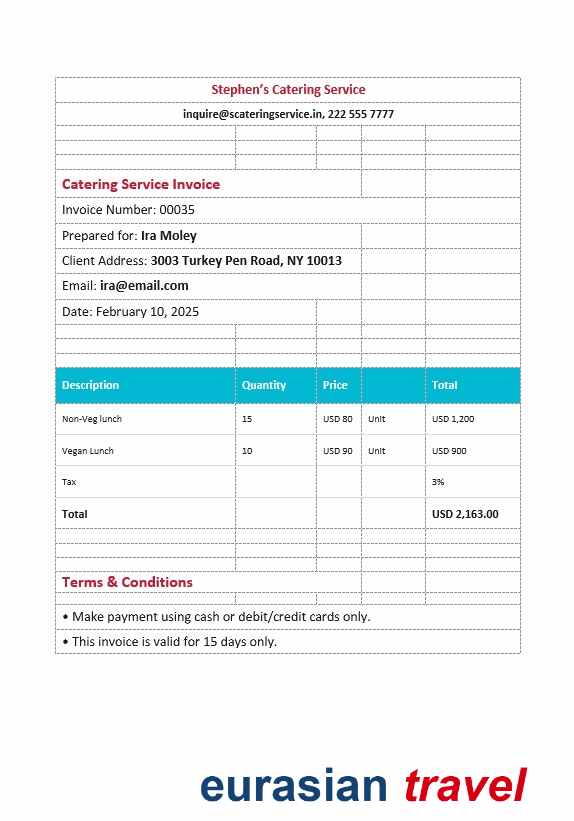 Stephen's Catering Service
inquire@scateringservice.in, 222 555 7777
Catering Service Invoice
Invoice Number: 00035
Prepared for: Ira Moley
Client Address: 3003 Turkey Pen Road, NY 10013
Email: ira@email.com
Date: February 10, 2025
Description Quantity Price Total
Non-Veg lunch 15 USD 80 Unit USD 1,200
Vegan Lunch 10 USD 90 Unit USD 900
Tax 3%
Total USD 2,163.00
Terms & Conditions
• Make payment using cash or debit/credit cards only.
• This invoice is valid for 15 days only.
eurasian travel